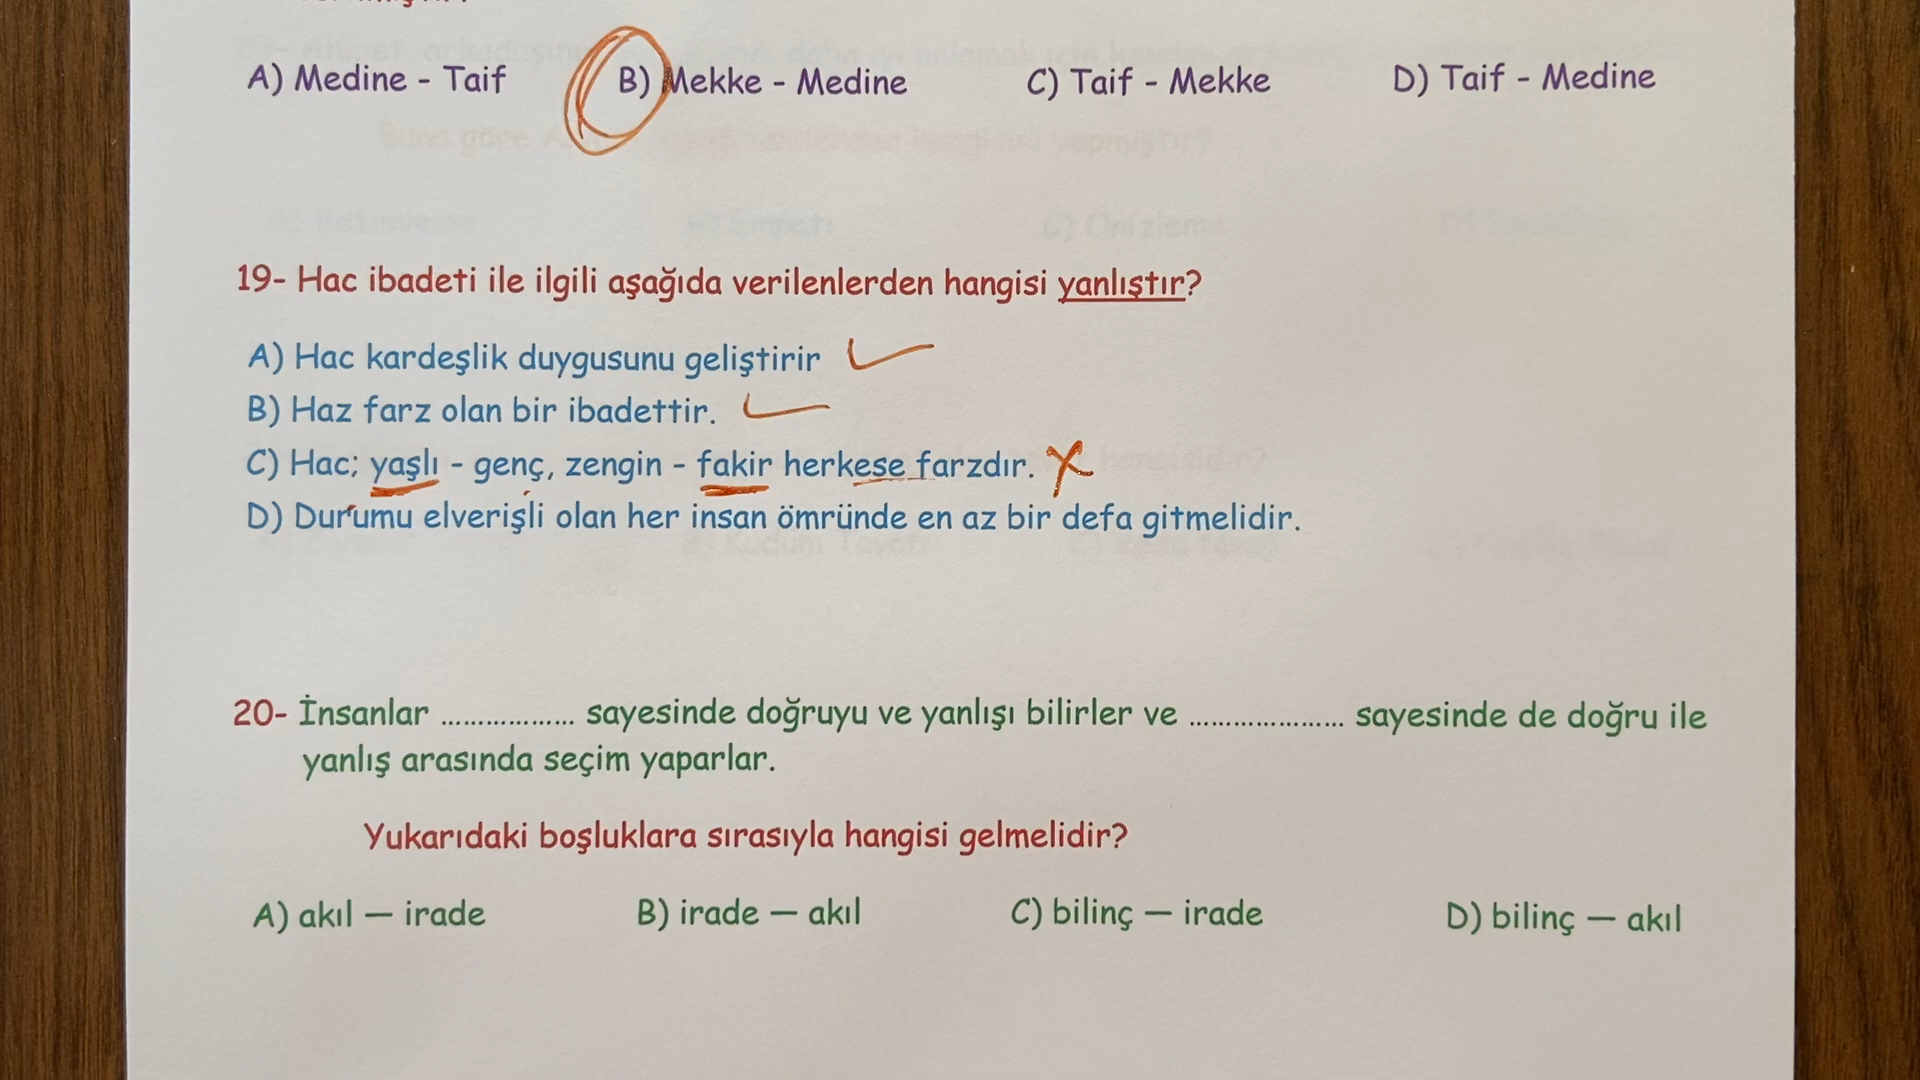 A) Medine - Taif B) Mekke - Medine C) Taif - Mekke D) Taif - Medine
19- Hac ibadeti ile ilgili aşağıda verilenlerden hangisi yanlıştır?
A) Hac kardeşlik duygusunu geliştirir
B) Haz farz olan bir ibadettir.
C) Hac; yaşlı - genç, zengin - fakir herkese farzdır.
D) Durumu elverişli olan her insan ömründe en az bir defa gitmelidir.
20- İnsanlar .................. sayesinde doğruyu ve yanlışı bilirler ve ..................... sayesinde de doğru ile
yanlış arasında seçim yaparlar.
Yukarıdaki boşluklara sırasıyla hangisi gelmelidir?
A) akıl — irade B) irade — akıl C) bilinç — irade D) bilinç — akıl